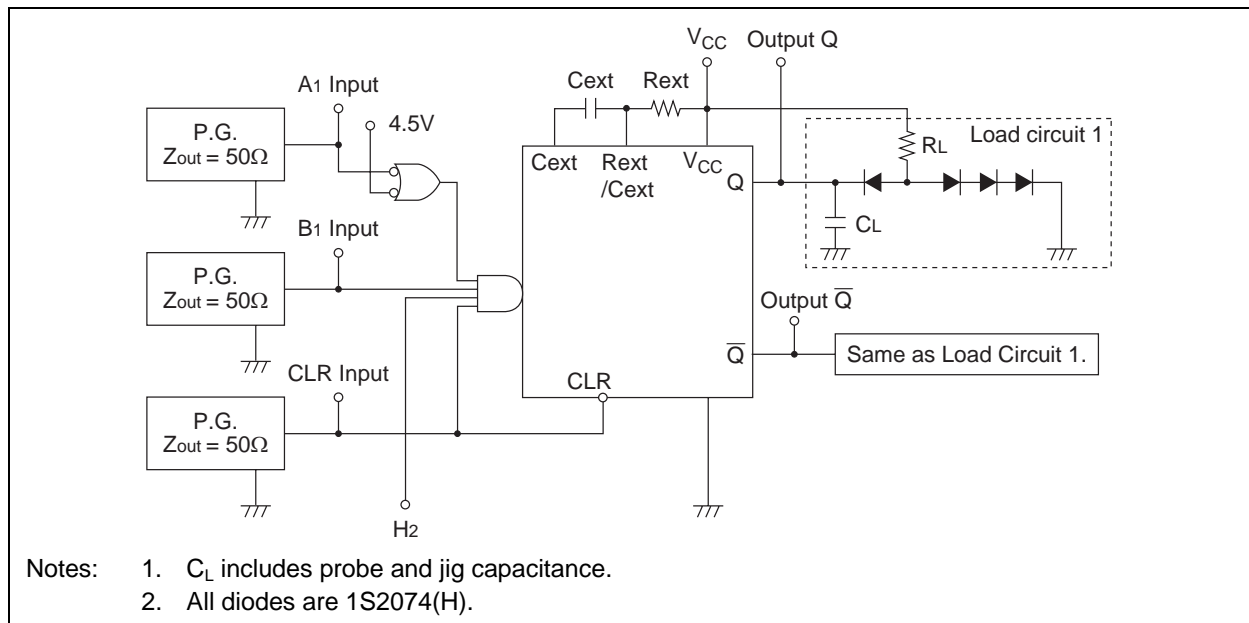 VCC Output Q
Cext Rext
A1 Input
4.5V
P.G.
Zout = 50Ω
Load circuit 1
RL
Cext Rext
/Cext
VCC
Q
CL
B1 Input
P.G.
Zout = 50Ω
Output Q̅
Q̅
Same as Load Circuit 1.
CLR Input
CLR
P.G.
Zout = 50Ω
H2
Notes: 1. CL includes probe and jig capacitance.
2. All diodes are 1S2074(H).